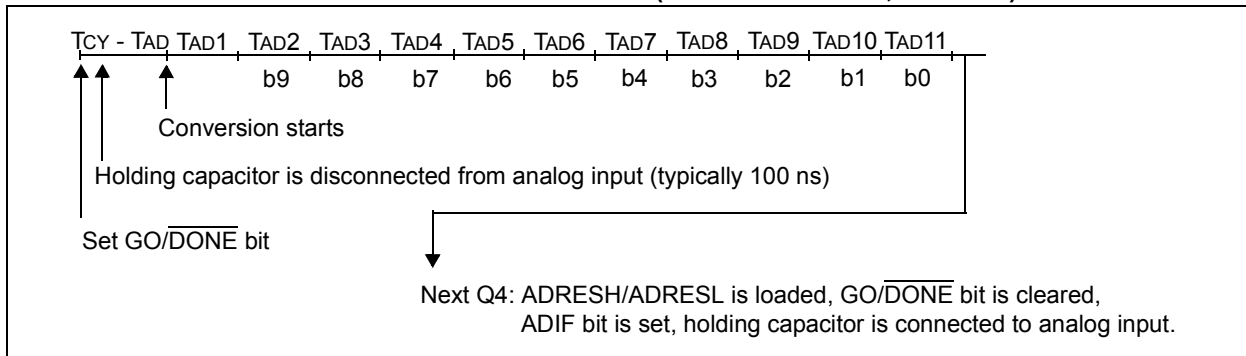 TCY - TAD TAD1 TAD2 TAD3 TAD4 TAD5 TAD6 TAD7 TAD8 TAD9 TAD10 TAD11
b9 b8 b7 b6 b5 b4 b3 b2 b1 b0
Conversion starts
Holding capacitor is disconnected from analog input (typically 100 ns)
Set GO/DONE bit
Next Q4: ADRESH/ADRESL is loaded, GO/DONE bit is cleared,
ADIF bit is set, holding capacitor is connected to analog input.